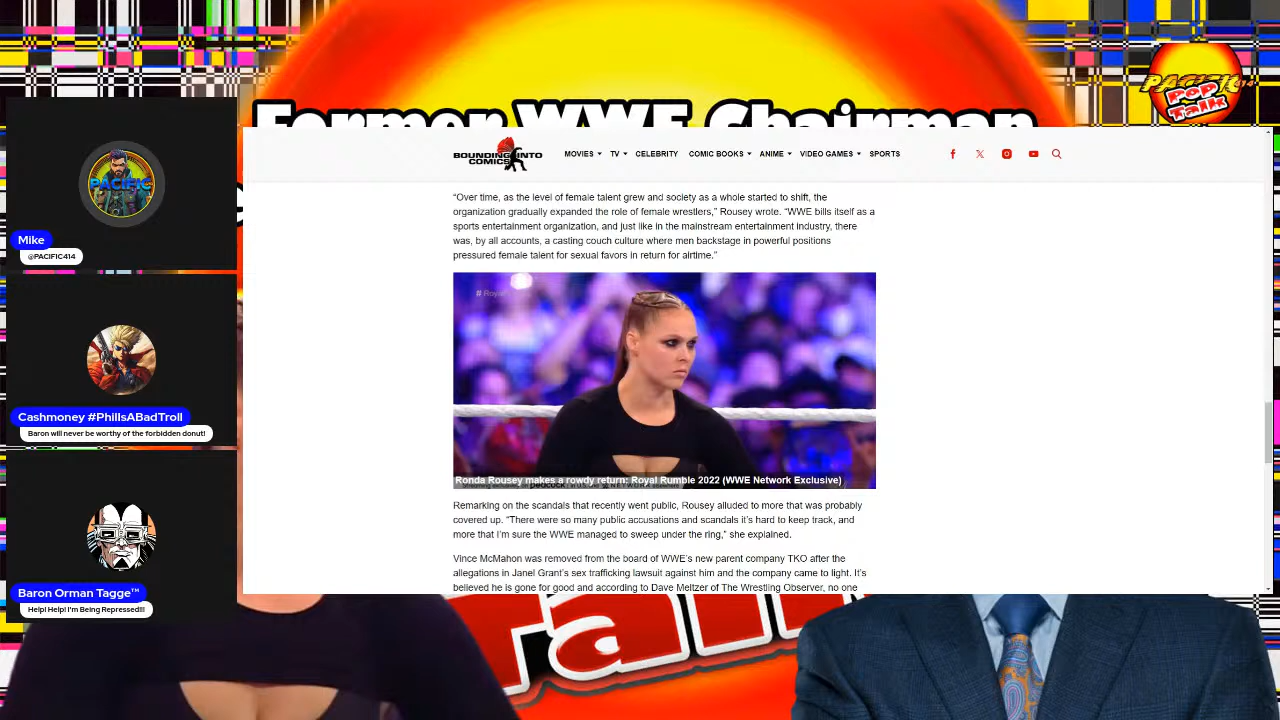 Former WWE Chairman
PACIFIC414
Pop
Talk
BOUNDING INTO
COMICS
MOVIES TV CELEBRITY COMIC BOOKS ANIME VIDEO GAMES SPORTS
PACIFIC
Mike
@PACIFIC414
“Over time, as the level of female talent grew and society as a whole started to shift, the
organization gradually expanded the role of female wrestlers,” Rousey wrote. “WWE bills itself as a
sports entertainment organization, and just like in the mainstream entertainment industry, there
was, by all accounts, a casting couch culture where men backstage in powerful positions
pressured female talent for sexual favors in return for airtime.”
# Royal
Ronda Rousey makes a rowdy return: Royal Rumble 2022 (WWE Network Exclusive)
Cashmoney #PhilIsABadTroll
Baron will never be worthy of the forbidden donut!
Remarking on the scandals that recently went public, Rousey alluded to more that was probably
covered up. “There were so many public accusations and scandals it’s hard to keep track, and
more that I’m sure the WWE managed to sweep under the ring,” she explained.
Vince McMahon was removed from the board of WWE’s new parent company TKO after the
allegations in Janel Grant’s sex trafficking lawsuit against him and the company came to light. It’s
believed he is gone for good and according to Dave Meltzer of The Wrestling Observer, no one
Baron Orman Tagge™
Help! Help! I'm Being Repressed!!!
Talk